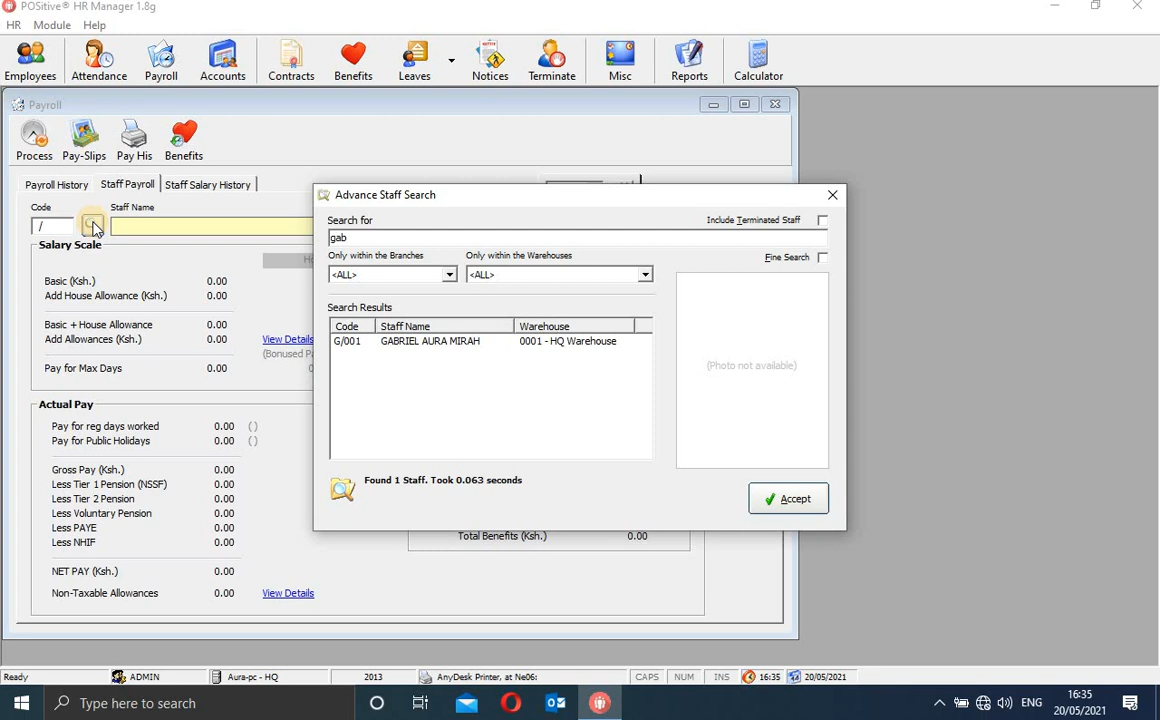 POSitive® HR Manager 1.8g
HR Module Help
Employees Attendance Payroll Accounts Contracts Benefits Leaves Notices Terminate Misc Reports Calculator
Payroll
Process Pay-Slips Pay His Benefits
Payroll History Staff Payroll Staff Salary History
Code Staff Name
/
Salary Scale
Basic (Ksh.) 0.00
Add House Allowance (Ksh.) 0.00
Basic + House Allowance 0.00
Add Allowances (Ksh.) 0.00 View Details
Pay for Max Days 0.00
Actual Pay
Pay for reg days worked 0.00 ()
Pay for Public Holidays 0.00 ()
Gross Pay (Ksh.) 0.00
Less Tier 1 Pension (NSSF) 0.00
Less Tier 2 Pension 0.00
Less Voluntary Pension 0.00
Less PAYE 0.00
Less NHIF 0.00
NET PAY (Ksh.) 0.00
Non-Taxable Allowances 0.00 View Details
Total Benefits (Ksh.) 0.00
Advance Staff Search
Search for Include Terminated Staff
gab
Only within the Branches Only within the Warehouses Fine Search
<ALL> <ALL>
Search Results
Code Staff Name Warehouse
G/001 GABRIEL AURA MIRAH 0001 - HQ Warehouse
(Photo not available)
Found 1 Staff. Took 0.063 seconds
Accept
Ready ADMIN Aura-pc - HQ 2013 AnyDesk Printer, at Ne06: CAPS NUM INS 16:35 20/05/2021
Type here to search ENG 16:35
20/05/2021